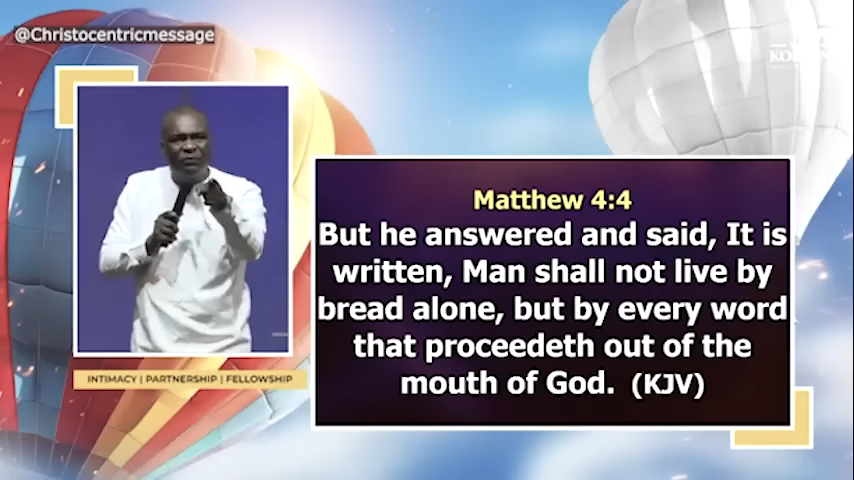 @Christocentricmessage
Matthew 4:4
But he answered and said, It is
written, Man shall not live by
bread alone, but by every word
that proceedeth out of the
mouth of God. (KJV)
INTIMACY | PARTNERSHIP | FELLOWSHIP